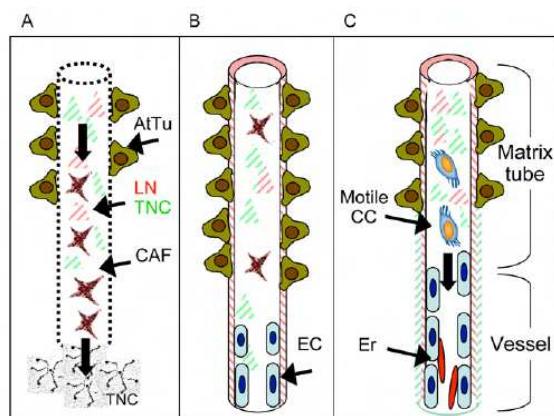 A
B
C
AtTu
LN
TNC
CAF
TNC
EC
Motile
CC
Er
Matrix
tube
Vessel